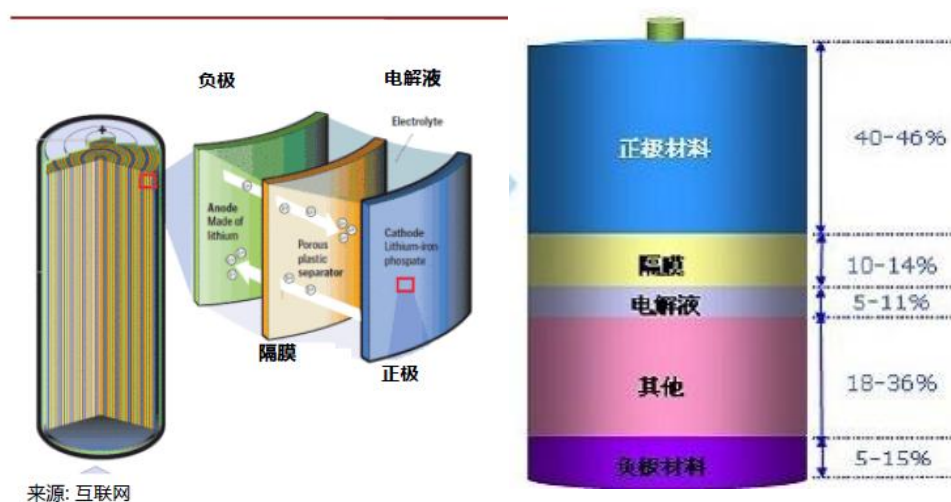 负极
电解液
Electrolyte
+
Anode
Made of
lithium
Porous
plastic
separator
Cathode
Lithium-iron
phospate
隔膜
正极
来源: 互联网
正极材料
40-46%
隔膜
10-14%
电解液
5-11%
其他
18-36%
负极材料
5-15%